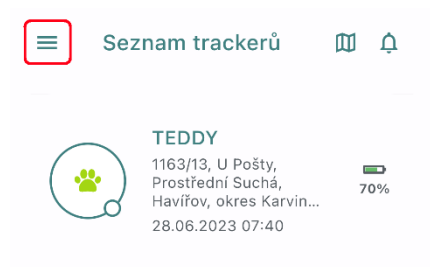 Seznam trackerů
TEDDY
1163/13, U Pošty,
Prostřední Suchá,
Havířov, okres Karvin...
28.06.2023 07:40
70%